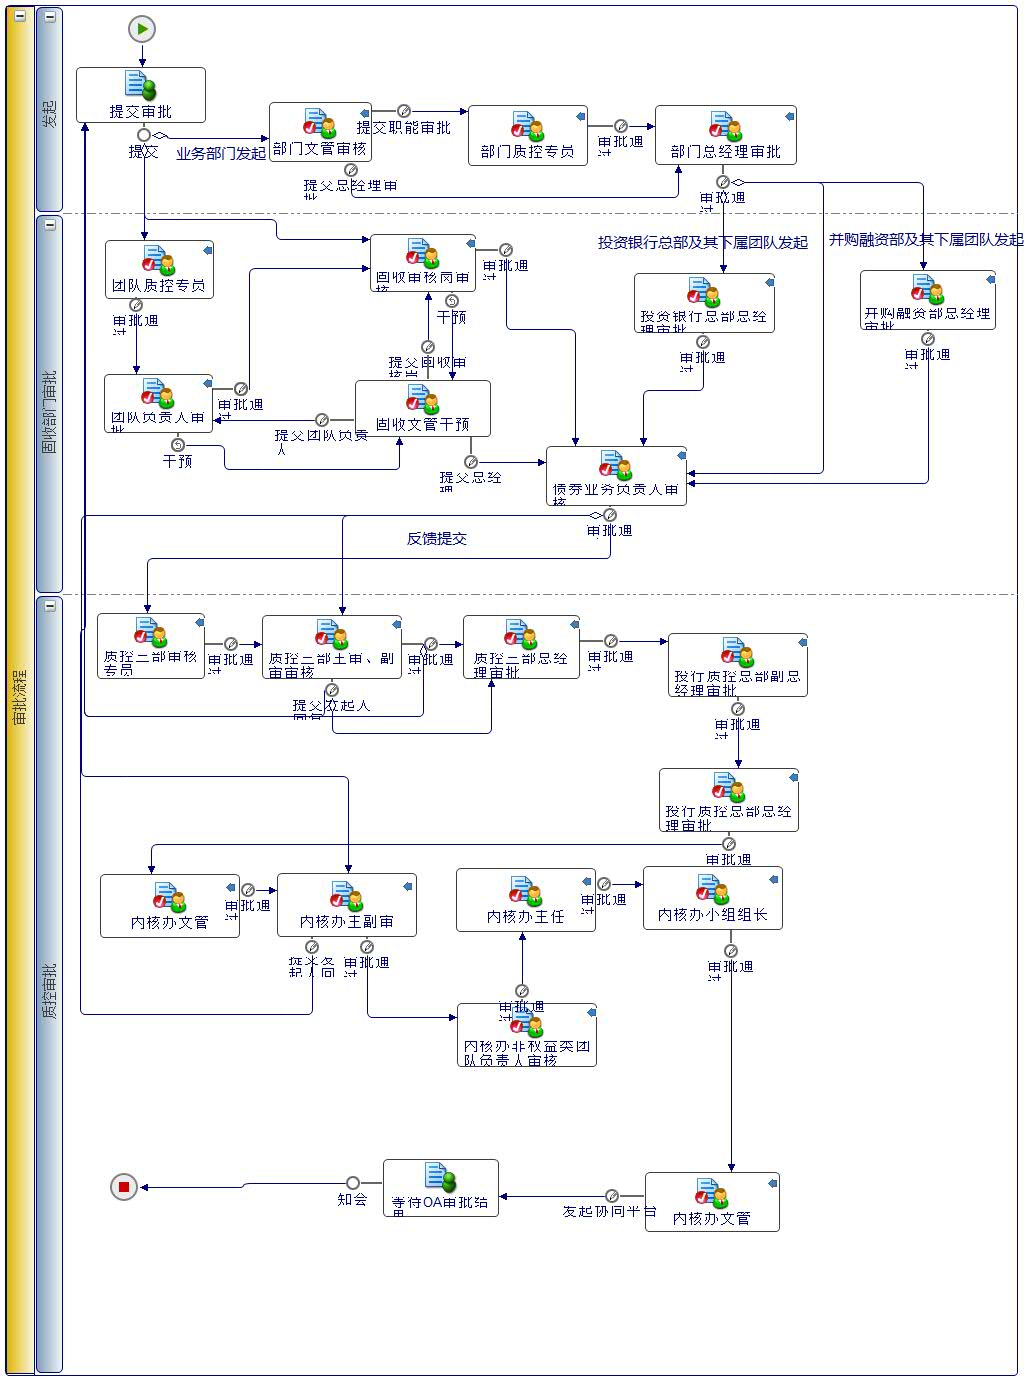 审批流程
发起
提交审批
提交
业务部门发起
部门文管审核
提交职能审批
提交总经理审
部门质控专员
审批通
部门总经理审批
审批通
投资银行总部及其下属团队发起
并购融资部及其下属团队发起
固收部门审批
团队质控专员
审批通
固收审核岗审
核
审批通
干预
投资银行总部总经
理审批
审批通
并购融资部总经理
审批
审批通
提交固收审
核岗
团队负责人审
批
审批通
干预
固收文管干预
提交团队负责
人
提交总经
理
债券业务负责人审
核
审批通
反馈提交
质控审批
质控二部审核
专员
审批通
质控二部主审、副
审审核
审批通
提交发起人
质控二部总经
理审批
审批通
投行质控总部副总
经理审批
审批通
过
投行质控总部总经
理审批
审批通
内核办文管
审批通
过
内核办主副审
审批通
过
内核办主任
审批通
过
内核办小组组长
审批通
过
审批通
过
内核办非权益类团
队负责人审核
知会
等待OA审批结
果
发起协同平台
内核办文管